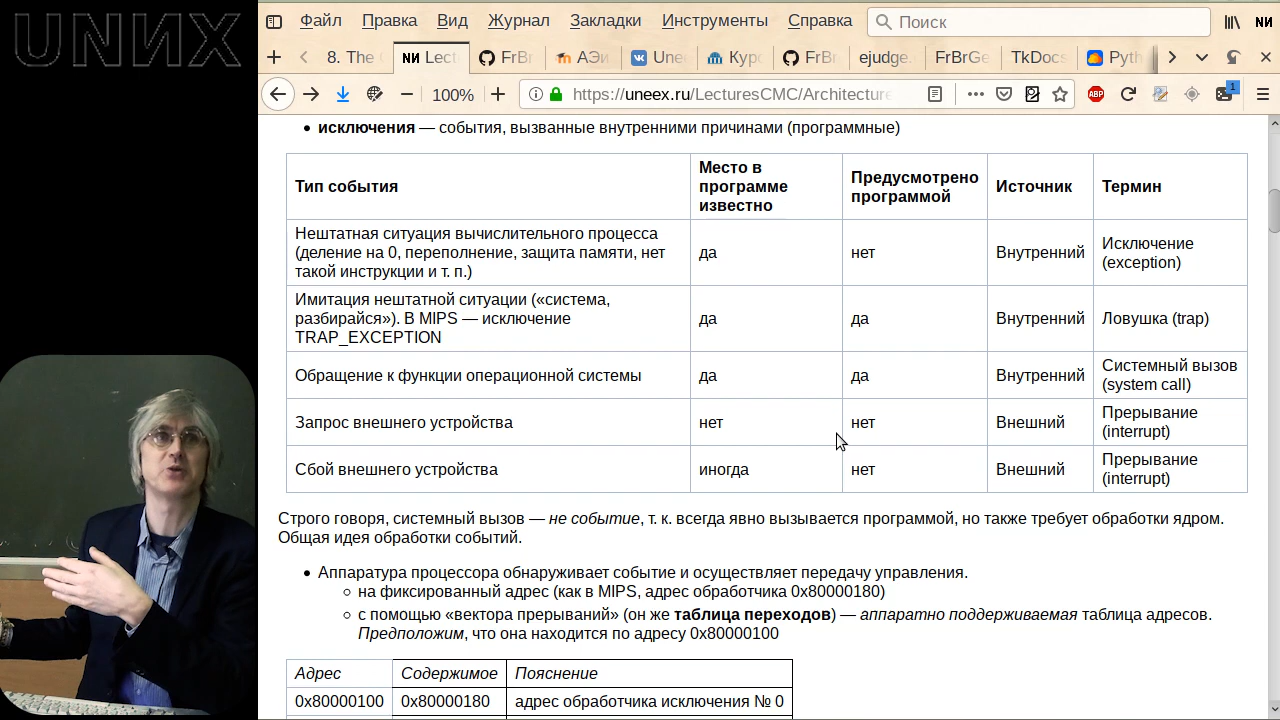 UNИX
Файл Правка Вид Журнал Закладки Инструменты Справка Поиск
8. The Lect FrBr АЭи Une Курс FrBr ejudge. FrBrGe TkDocs Pyth
100% https://uneex.ru/LecturesCMC/Architecture ABP 1
исключения — события, вызванные внутренними причинами (программные)
Тип события
Место в
программе
известно
Предусмотрено
программой
Источник
Термин
Нештатная ситуация вычислительного процесса
(деление на 0, переполнение, защита памяти, нет
такой инструкции и т. п.)
да
нет
Внутренний
Исключение
(exception)
Имитация нештатной ситуации («система,
разбирайся»). В MIPS — исключение
TRAP_EXCEPTION
да
да
Внутренний
Ловушка (trap)
Обращение к функции операционной системы
да
да
Внутренний
Системный вызов
(system call)
Запрос внешнего устройства
нет
нет
Внешний
Прерывание
(interrupt)
Сбой внешнего устройства
иногда
нет
Внешний
Прерывание
(interrupt)
Строго говоря, системный вызов — не событие, т. к. всегда явно вызывается программой, но также требует обработки ядром.
Общая идея обработки событий.
Аппаратура процессора обнаруживает событие и осуществляет передачу управления.
на фиксированный адрес (как в MIPS, адрес обработчика 0x80000180)
с помощью «вектора прерываний» (он же таблица переходов) — аппаратно поддерживаемая таблица адресов.
Предположим, что она находится по адресу 0x80000100
Адрес Содержимое Пояснение
0x80000100 0x80000180 адрес обработчика исключения № 0